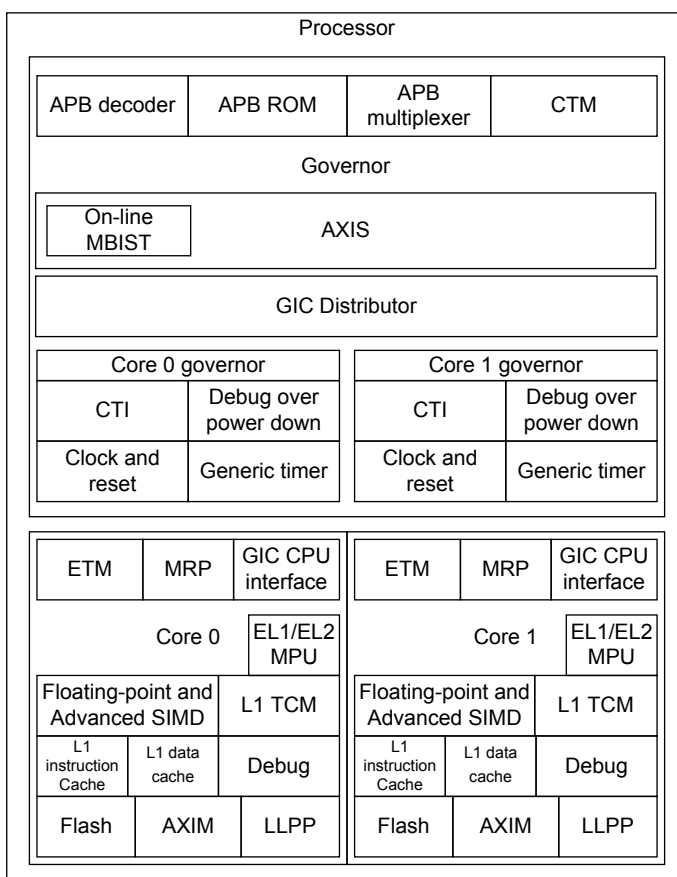 Processor
APB decoder
APB ROM
APB
multiplexer
CTM
Governor
On-line
MBIST
AXIS
GIC Distributor
Core 0 governor
CTI
Debug over
power down
Clock and
reset
Generic timer
Core 1 governor
CTI
Debug over
power down
Clock and
reset
Generic timer
ETM
MRP
GIC CPU
interface
Core 0
EL1/EL2
MPU
Floating-point and
Advanced SIMD
L1 TCM
L1
instruction
Cache
L1 data
cache
Debug
Flash
AXIM
LLPP
ETM
MRP
GIC CPU
interface
Core 1
EL1/EL2
MPU
Floating-point and
Advanced SIMD
L1 TCM
L1
instruction
Cache
L1 data
cache
Debug
Flash
AXIM
LLPP